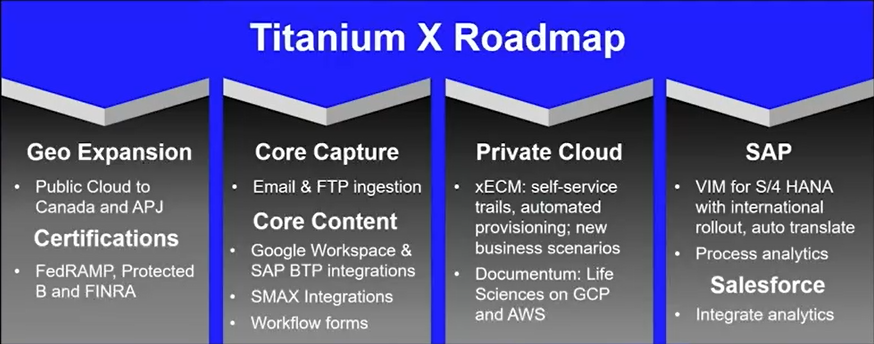 Titanium X Roadmap
Geo Expansion
• Public Cloud to
Canada and APJ
Certifications
• FedRAMP, Protected
B and FINRA
Core Capture
• Email & FTP ingestion
Core Content
• Google Workspace &
SAP BTP integrations
• SMAX Integrations
• Workflow forms
Private Cloud
• xECM: self-service
trails, automated
provisioning; new
business scenarios
• Documentum: Life
Sciences on GCP
and AWS
SAP
• VIM for S/4 HANA
with international
rollout, auto translate
• Process analytics
Salesforce
• Integrate analytics